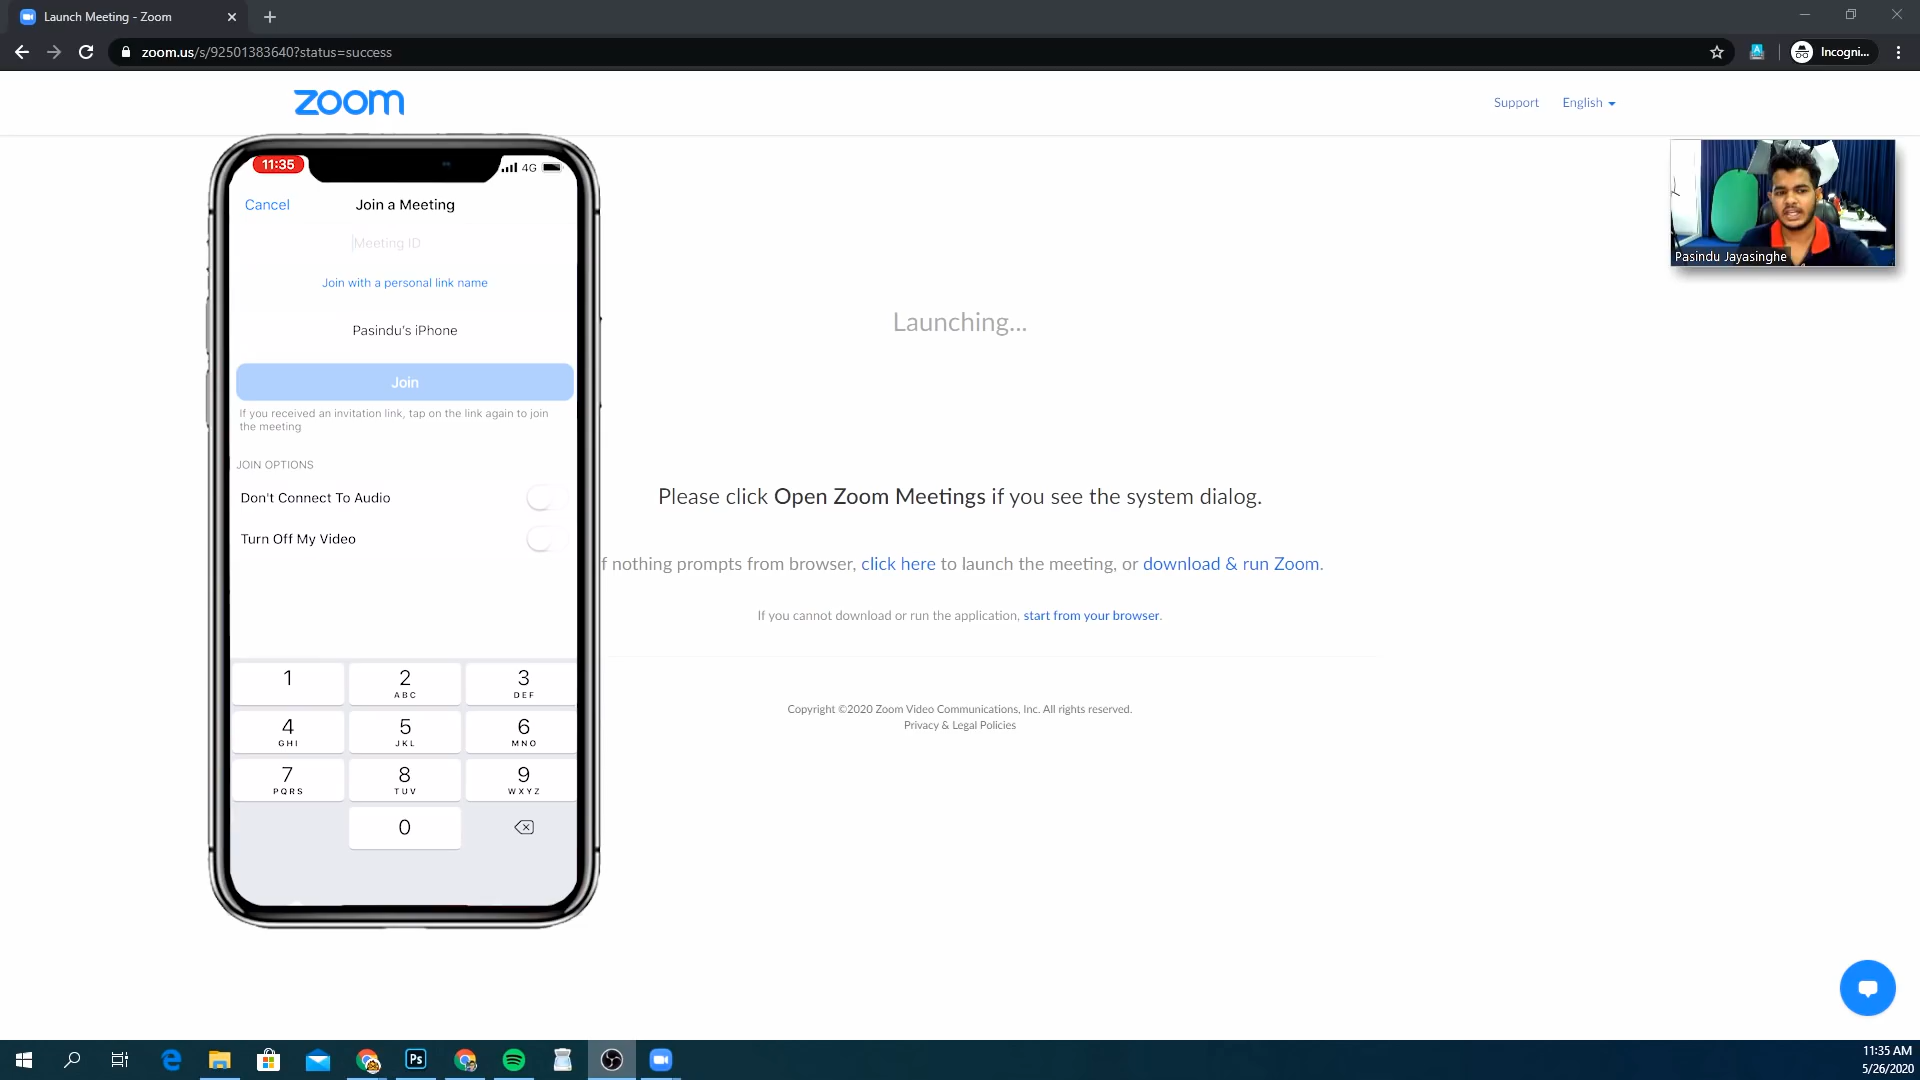 Launch Meeting - Zoom
zoom.us/s/92501383640?status=success
Incogni...
zoom
Support
English
11:35
4G
Cancel
Join a Meeting
Meeting ID
Join with a personal link name
Pasindu's iPhone
Join
If you received an invitation link, tap on the link again to join
the meeting
JOIN OPTIONS
Don't Connect To Audio
Turn Off My Video
1
2
ABC
3
DEF
4
GHI
5
JKL
6
MNO
7
PQRS
8
TUV
9
WXYZ
0
Pasindu Jayasinghe
Launching...
Please click Open Zoom Meetings if you see the system dialog.
f nothing prompts from browser, click here to launch the meeting, or download & run Zoom.
If you cannot download or run the application, start from your browser.
Copyright ©2020 Zoom Video Communications, Inc. All rights reserved.
Privacy & Legal Policies
Ps
11:35 AM
5/26/2020